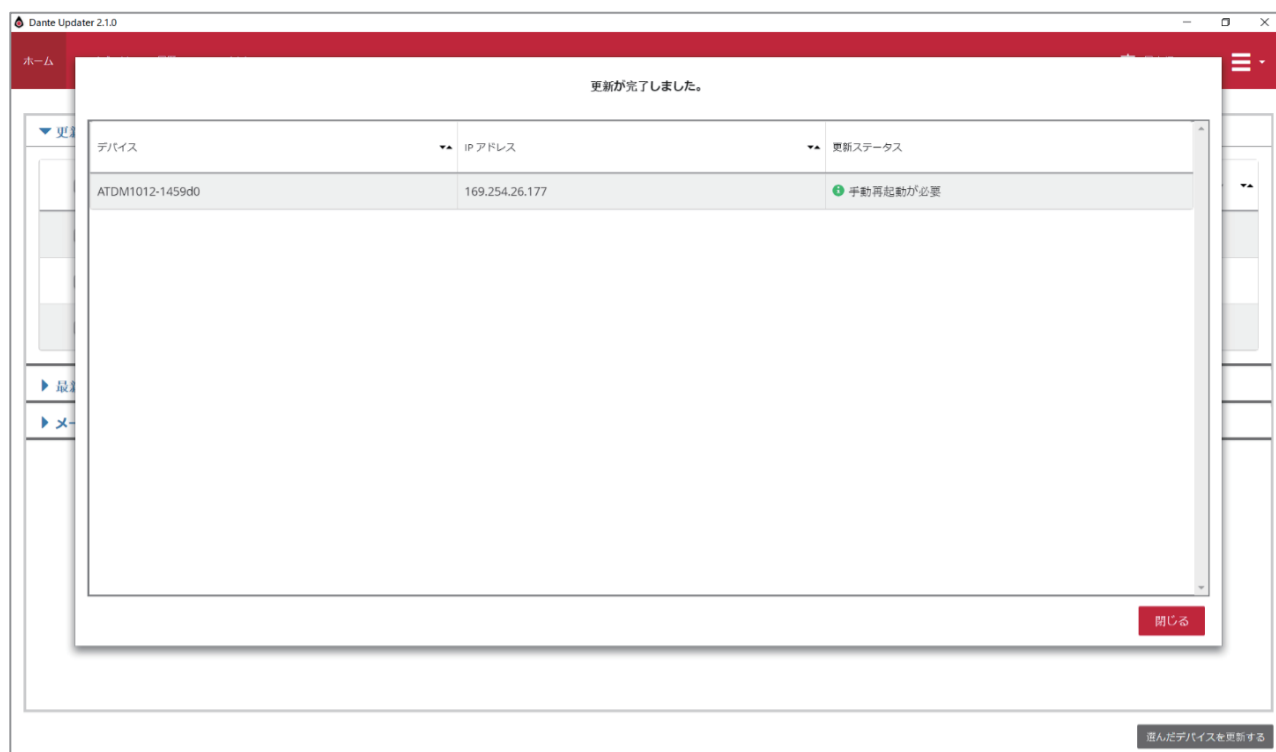 Dante Updater 2.1.0
ホーム
更新が完了しました。
デバイス IP アドレス 更新ステータス
ATDM1012-1459d0 169.254.26.177 手動再起動が必要
閉じる
選んだデバイスを更新する